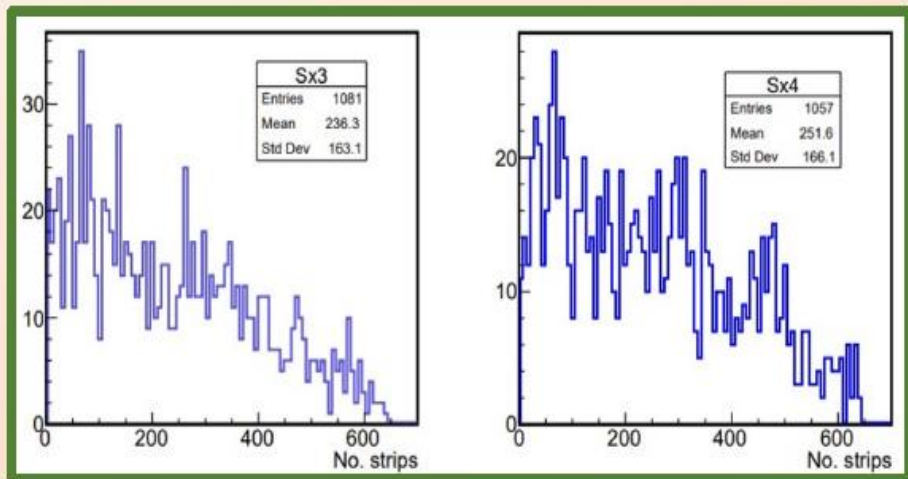 Sx3
Entries 1081
Mean 236.3
Std Dev 163.1
30
20
10
0
0 200 400 600
No. strips
Sx4
Entries 1057
Mean 251.6
Std Dev 166.1
20
10
0
0 200 400 600
No. strips